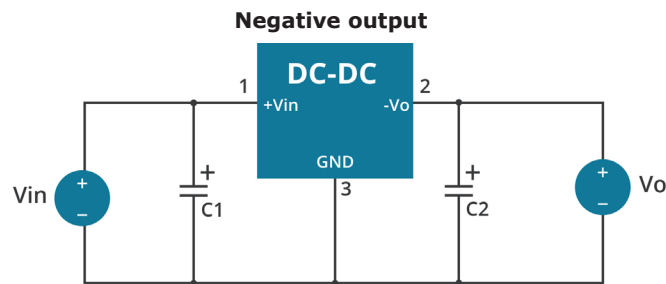 Negative output
DC-DC
1
2
+Vin
-Vo
GND
3
+
C1
+
C2
Vin
+
–
Vo
+
–